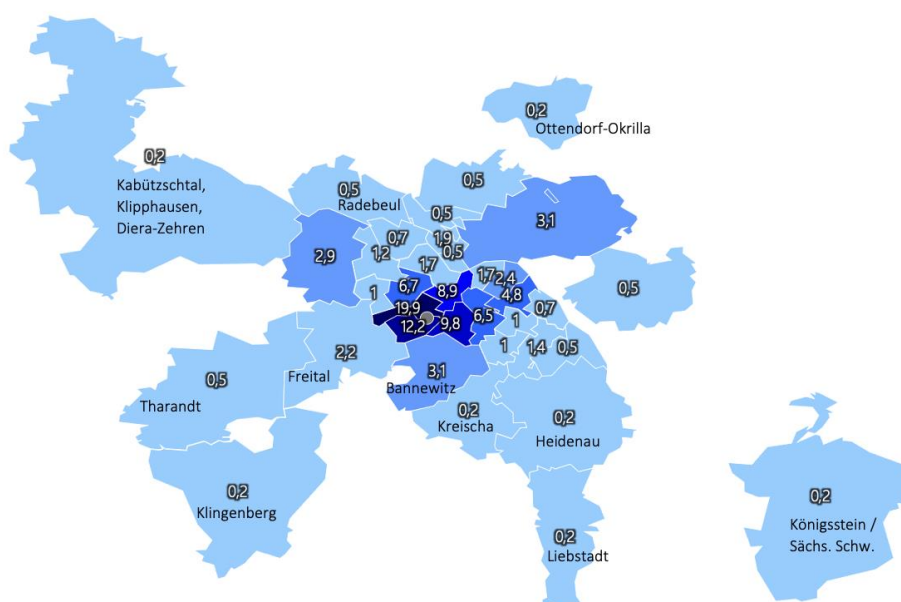 0,2
Ottendorf-Okrilla
0,2
Kabützschtal,
Klipphausen,
Diera-Zehren
0,5
Radebeul
0,5
0,5
3,1
2,9
0,7
1,9
1,2
0,5
1,7
1,7
2,4
0,5
1
6,7
8,9
4,8
0,7
19,9
6,5
1
12,2
9,8
1
1,4
0,5
2,2
Freital
3,1
Bannewitz
0,5
Tharandt
0,2
Kreischa
0,2
Heidenau
0,2
Klingenberg
0,2
Königsstein /
Sächs. Schw.
0,2
Liebstadt